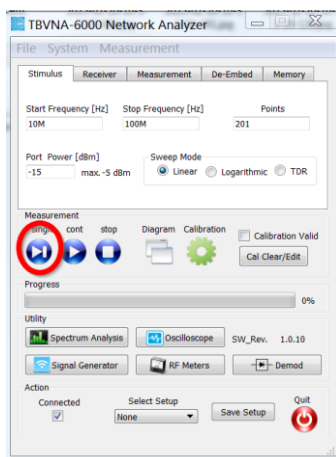 TBVNA-6000 Network Analyzer
File System Measurement
Stimulus Receiver Measurement De-Embed Memory
Start Frequency [Hz] Stop Frequency [Hz] Points
10M 100M 201
Port Power [dBm] Sweep Mode
-15 max. -5 dBm Linear Logarithmic TDR
Measurement
single cont stop Diagram Calibration
Calibration Valid
Cal Clear/Edit
Progress
0%
Utility
Spectrum Analysis Oscilloscope SW_Rev. 1.0.10
Signal Generator RF Meters Demod
Action
Connected Select Setup Quit
None Save Setup